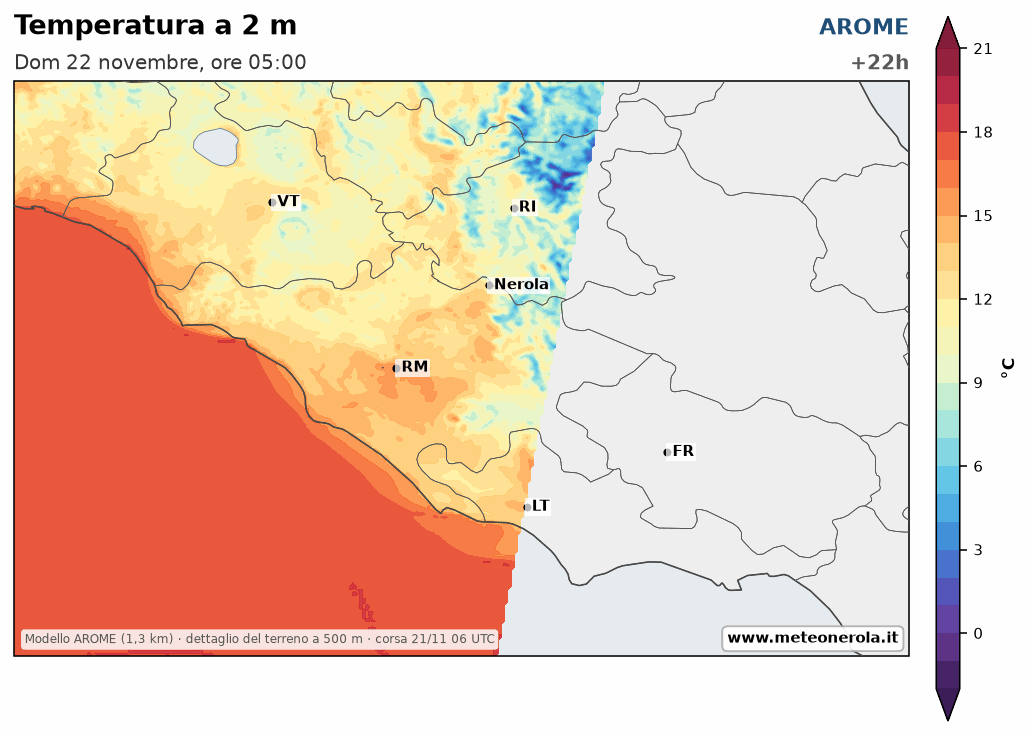 Temperatura a 2 m
AROME
Dom 22 novembre, ore 05:00
+22h
21
18
15
12
9
6
3
0
°C
VT
RI
Nerola
RM
FR
LT
Modello AROME (1,3 km) · dettaglio del terreno a 500 m · corsa 21/11 06 UTC
www.meteonerola.it